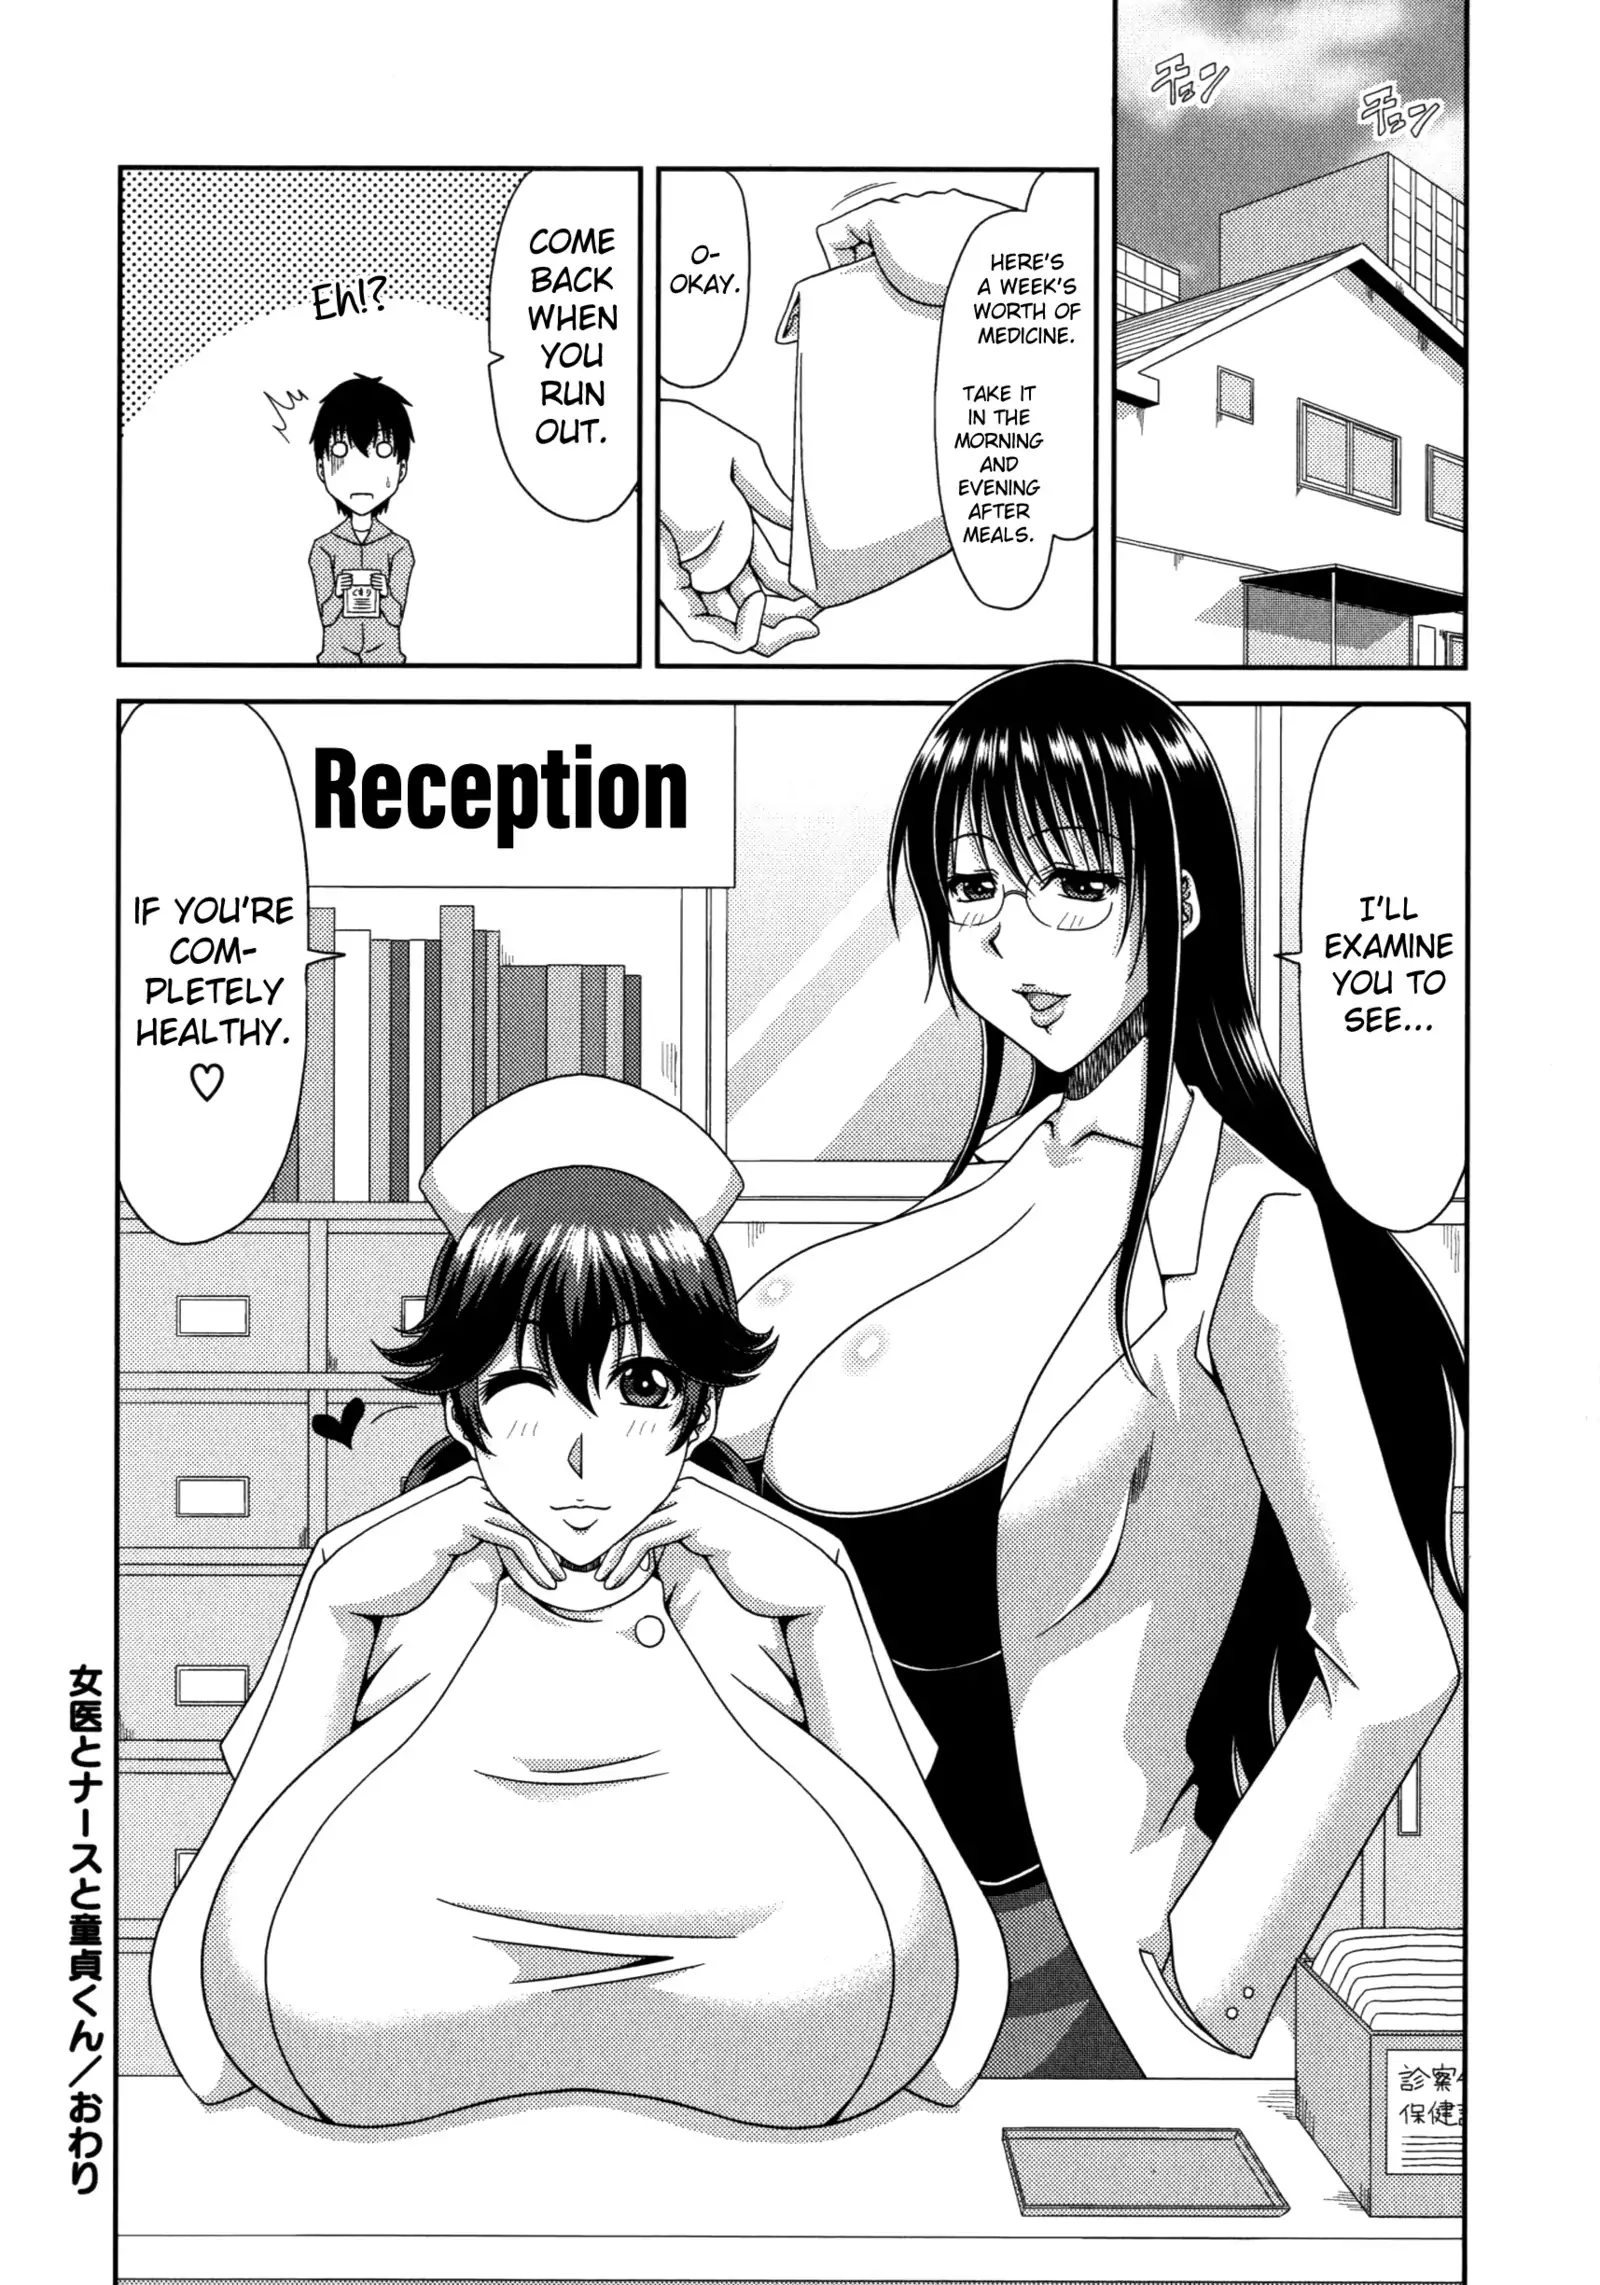 チュン
チュン
HERE'S
A WEEK'S
WORTH OF
MEDICINE.
TAKE IT
IN THE
MORNING
AND
EVENING
AFTER
MEALS.
O-
OKAY.
COME
BACK
WHEN
YOU
RUN
OUT.
Eh!?
I'LL
EXAMINE
YOU TO
SEE...
Reception
IF YOU'RE
COM-
PLETELY
HEALTHY.
♡
診察
保健
女医とナースと童貞くん／おわり